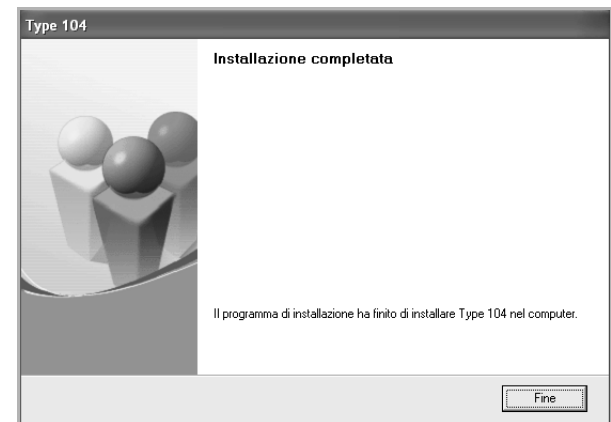 Type 104
Installazione completata
Il programma di installazione ha finito di installare Type 104 nel computer.
Fine